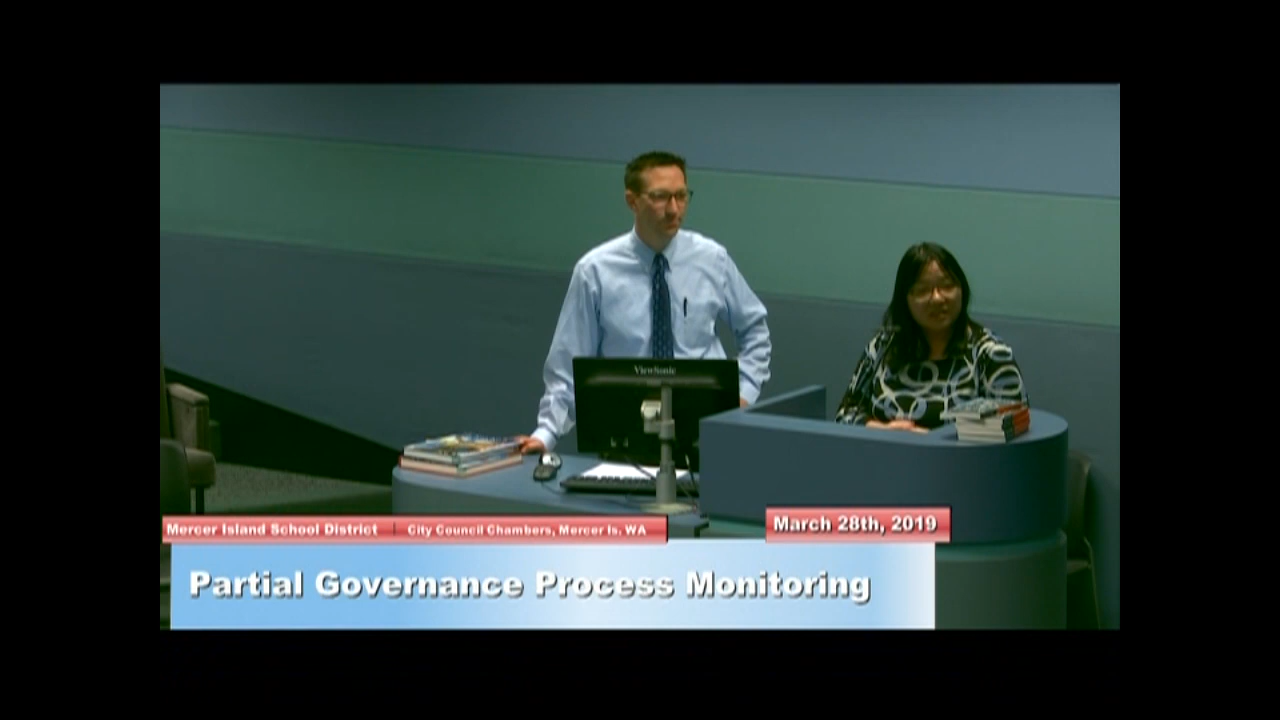 ViewSonic
Mercer Island School District | City Council Chambers, Mercer Is, WA
March 28th, 2019
Partial Governance Process Monitoring